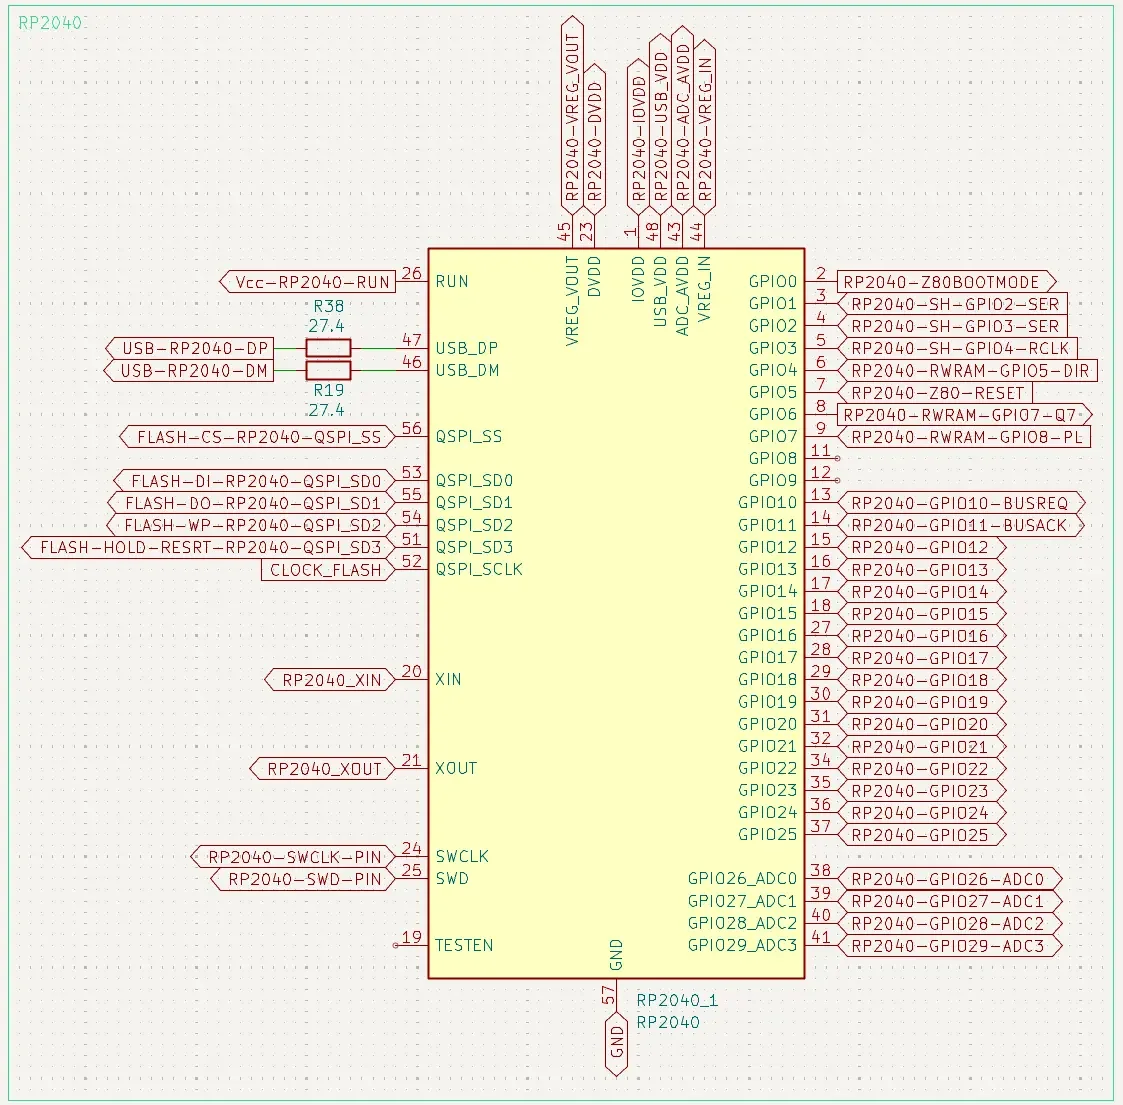 RP2040
RP2040-VREG_VOUT
RP2040-DVDD
RP2040-IOVDD
RP2040-USB_VDD
RP2040-ADC_AVDD
RP2040-VREG_IN
45
23
1
48
43
44
VREG_VOUT
DVDD
IOVDD
USB_VDD
ADC_AVDD
VREG_IN
Vcc-RP2040-RUN 26 RUN
R38
27.4
USB-RP2040-DP 47 USB_DP
USB-RP2040-DM 46 USB_DM
R19
27.4
FLASH-CS-RP2040-QSPI_SS 56 QSPI_SS
FLASH-DI-RP2040-QSPI_SD0 53 QSPI_SD0
FLASH-DO-RP2040-QSPI_SD1 55 QSPI_SD1
FLASH-WP-RP2040-QSPI_SD2 54 QSPI_SD2
FLASH-HOLD-RESRT-RP2040-QSPI_SD3 51 QSPI_SD3
CLOCK_FLASH 52 QSPI_SCLK
RP2040_XIN 20 XIN
RP2040_XOUT 21 XOUT
RP2040-SWCLK-PIN 24 SWCLK
RP2040-SWD-PIN 25 SWD
19 TESTEN
GPIO0 2 RP2040-Z80BOOTMODE
GPIO1 3 RP2040-SH-GPIO2-SER
GPIO2 4 RP2040-SH-GPIO3-SER
GPIO3 5 RP2040-SH-GPIO4-RCLK
GPIO4 6 RP2040-RWRAM-GPIO5-DIR
GPIO5 7 RP2040-Z80-RESET
GPIO6 8 RP2040-RWRAM-GPIO7-Q7
GPIO7 9 RP2040-RWRAM-GPIO8-PL
GPIO8 11
GPIO9 12
GPIO10 13 RP2040-GPIO10-BUSREQ
GPIO11 14 RP2040-GPIO11-BUSACK
GPIO12 15 RP2040-GPIO12
GPIO13 16 RP2040-GPIO13
GPIO14 17 RP2040-GPIO14
GPIO15 18 RP2040-GPIO15
GPIO16 27 RP2040-GPIO16
GPIO17 28 RP2040-GPIO17
GPIO18 29 RP2040-GPIO18
GPIO19 30 RP2040-GPIO19
GPIO20 31 RP2040-GPIO20
GPIO21 32 RP2040-GPIO21
GPIO22 34 RP2040-GPIO22
GPIO23 35 RP2040-GPIO23
GPIO24 36 RP2040-GPIO24
GPIO25 37 RP2040-GPIO25
GPIO26_ADC0 38 RP2040-GPIO26-ADC0
GPIO27_ADC1 39 RP2040-GPIO27-ADC1
GPIO28_ADC2 40 RP2040-GPIO28-ADC2
GPIO29_ADC3 41 RP2040-GPIO29-ADC3
GND
57
GND
RP2040_1
RP2040